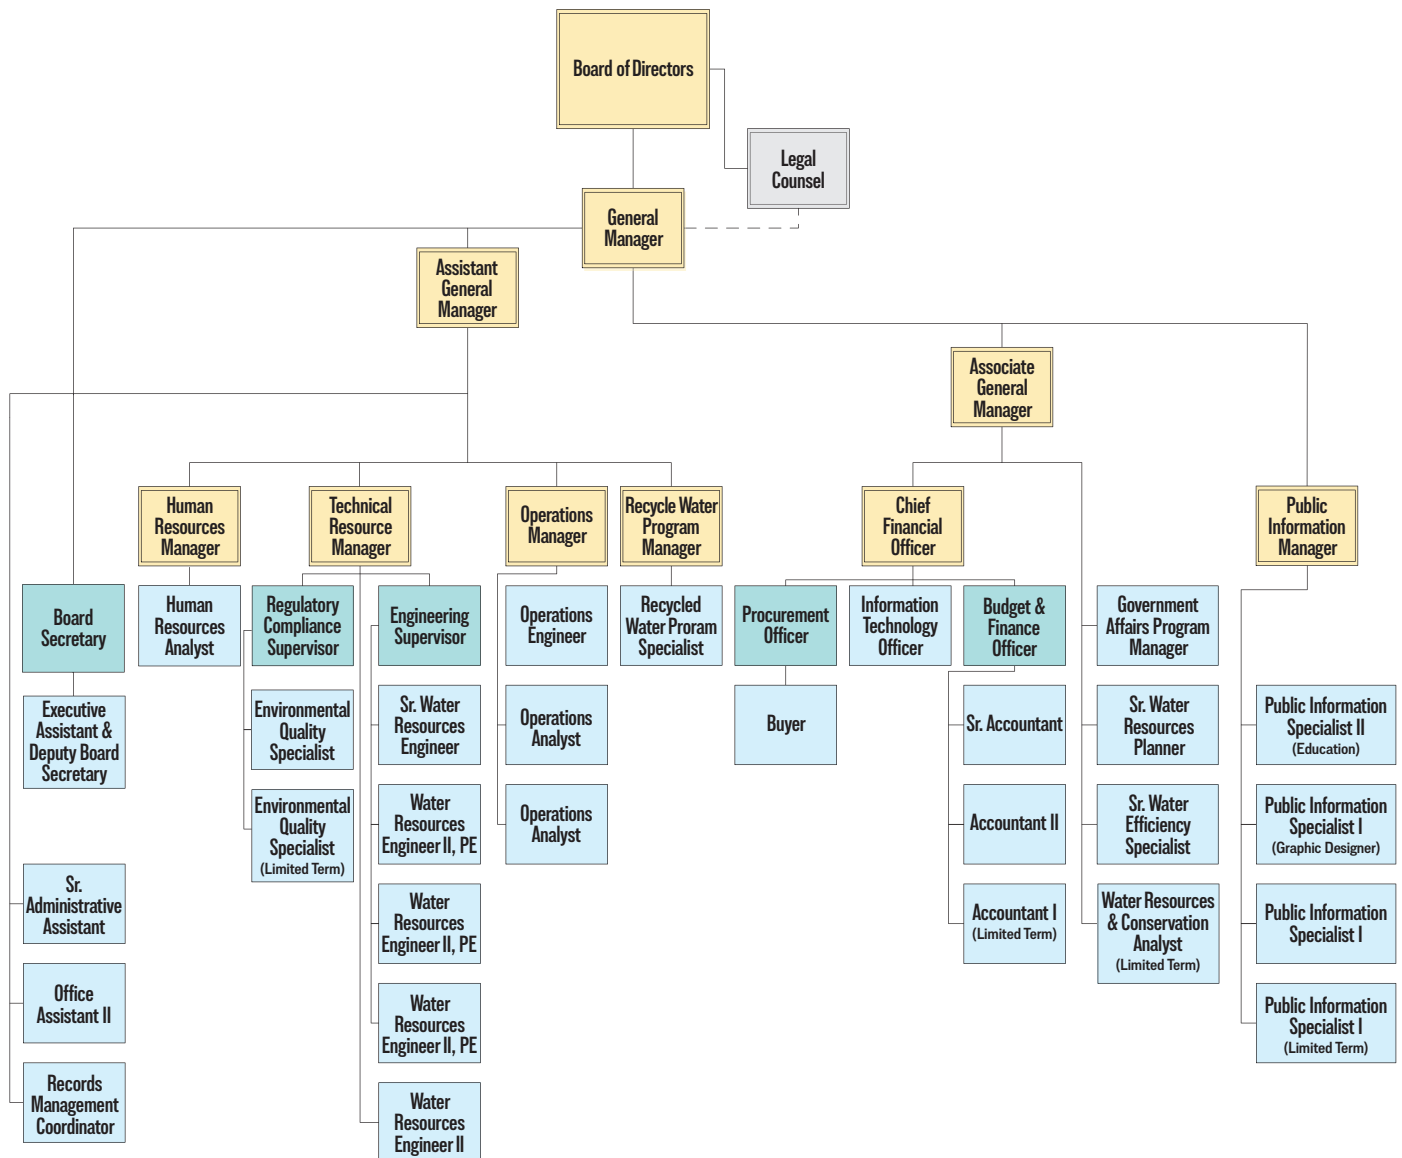 Board of Directors
Legal
Counsel
General
Manager
Assistant
General
Manager
Associate
General
Manager
Human
Resources
Manager
Technical
Resource
Manager
Operations
Manager
Recycle Water
Program
Manager
Chief
Financial
Officer
Public
Information
Manager
Board
Secretary
Human
Resources
Analyst
Regulatory
Compliance
Supervisor
Engineering
Supervisor
Operations
Engineer
Recycled
Water Proram
Specialist
Procurement
Officer
Information
Technology
Officer
Budget &
Finance
Officer
Government
Affairs Program
Manager
Executive
Assistant &
Deputy Board
Secretary
Environmental
Quality
Specialist
Sr. Water
Resources
Engineer
Operations
Analyst
Buyer
Sr. Accountant
Sr. Water
Resources
Planner
Public Information
Specialist II
(Education)
Environmental
Quality
Specialist
(Limited Term)
Water
Resources
Engineer II, PE
Operations
Analyst
Accountant II
Sr. Water
Efficiency
Specialist
Public Information
Specialist I
(Graphic Designer)
Sr.
Administrative
Assistant
Water
Resources
Engineer II, PE
Accountant I
(Limited Term)
Water Resources
& Conservation
Analyst
(Limited Term)
Public Information
Specialist I
Office
Assistant II
Water
Resources
Engineer II, PE
Public Information
Specialist I
(Limited Term)
Records
Management
Coordinator
Water
Resources
Engineer II